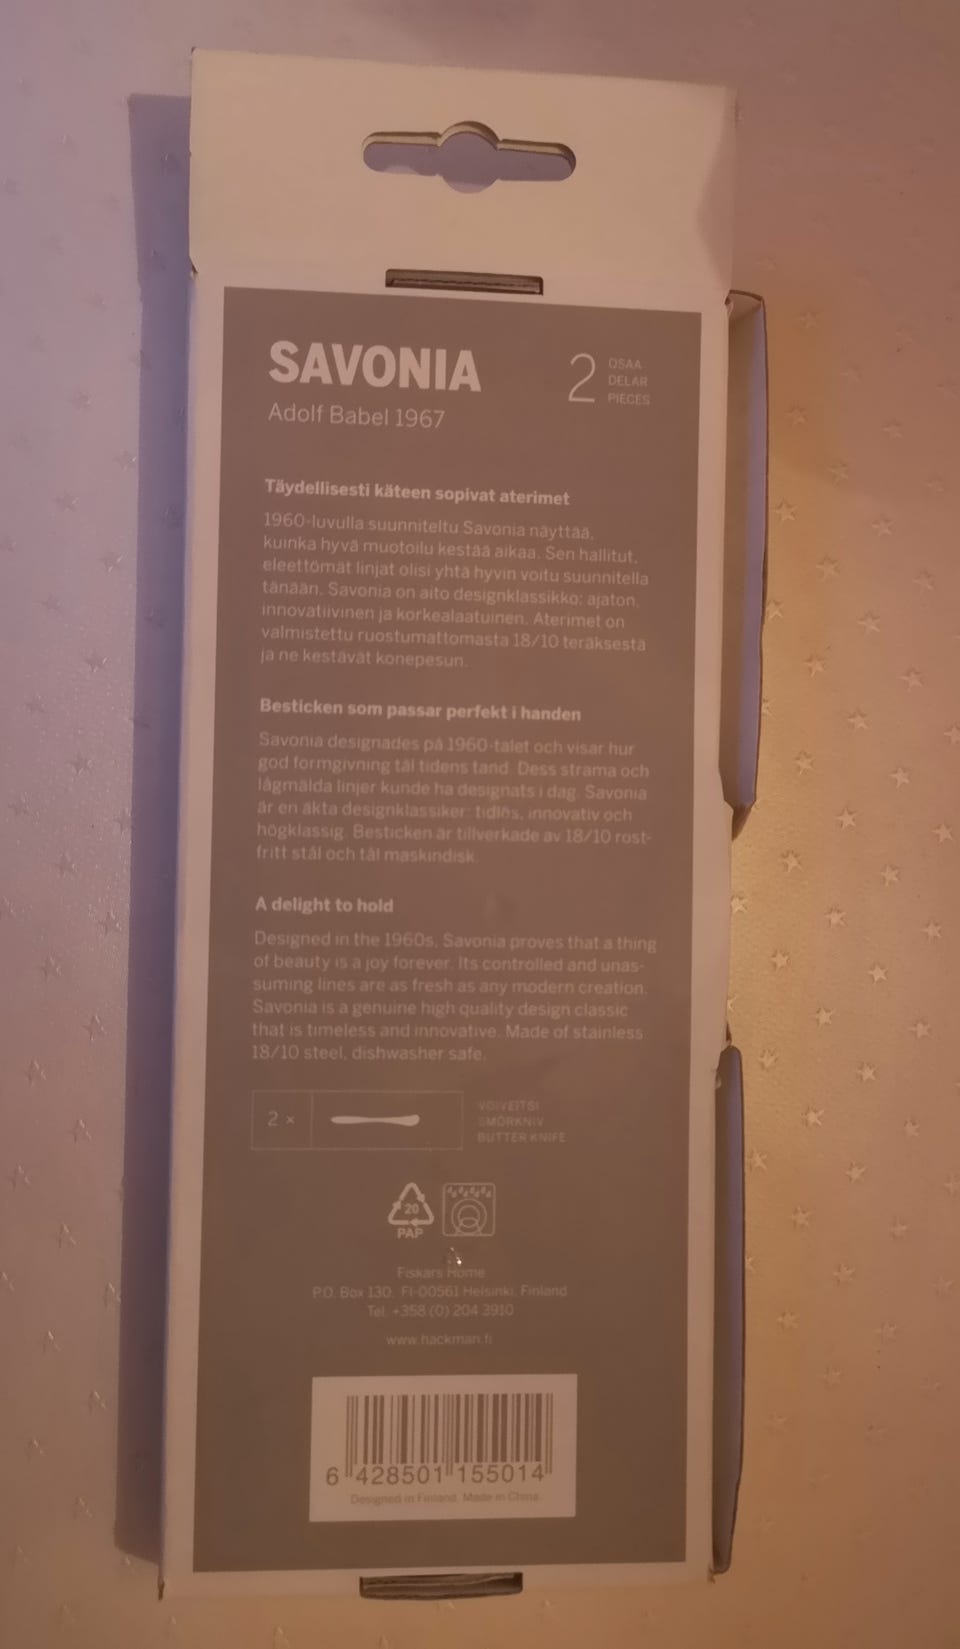 SAVONIA
Adolf Babel 1967
2
OSAA
DELAR
PIECES
Täydellisesti käteen sopivat aterimet
1960-luvulla suunniteltu Savonia näyttää,
kuinka hyvä muotoilu kestää aikaa. Sen hallitut,
eleettömät linjat olisi yhtä hyvin voitu suunnitella
tänään. Savonia on aito designklassikko: ajaton,
innovatiivinen ja korkealaatuinen. Aterimet on
valmistettu ruostumattomasta 18/10 teräksestä
ja ne kestävät konepesun.
Besticken som passar perfekt i handen
Savonia designades på 1960-talet och visar hur
god formgivning tål tidens tand. Dess strama och
lågmälda linjer kunde ha designats i dag. Savonia
är en äkta designklassiker: tidlös, innovativ och
högklassig. Besticken är tillverkade av 18/10 rost-
fritt stål och tål maskindisk.
A delight to hold
Designed in the 1960s, Savonia proves that a thing
of beauty is a joy forever. Its controlled and unas-
suming lines are as fresh as any modern creation.
Savonia is a genuine high quality design classic
that is timeless and innovative. Made of stainless
18/10 steel, dishwasher safe.
2 ×
VOIVEITSI
SMÖRKNIV
BUTTER KNIFE
20
PAP
Fiskars Home
P.O. Box 130, FI-00561 Helsinki, Finland
Tel. +358 (0) 204 3910
www.hackman.fi
6 428501 155014
Designed in Finland. Made in China.